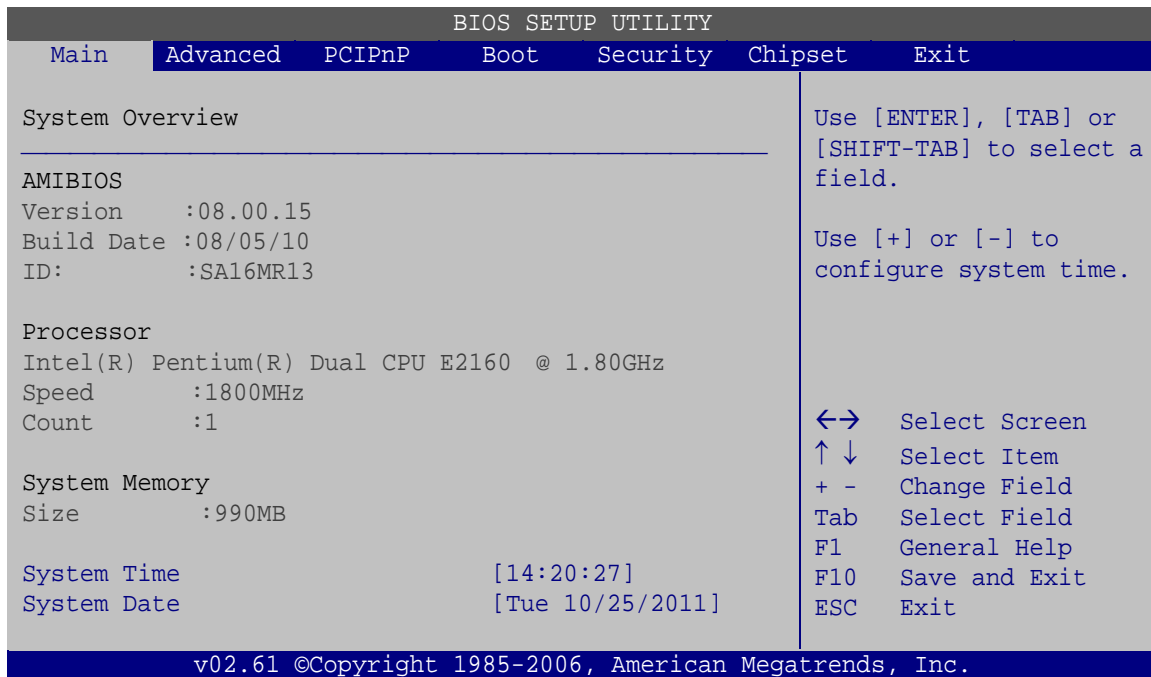 BIOS SETUP UTILITY
Main Advanced PCIPnP Boot Security Chipset Exit
System Overview
AMIBIOS
Version :08.00.15
Build Date :08/05/10
ID: :SA16MR13
Processor
Intel(R) Pentium(R) Dual CPU E2160 @ 1.80GHz
Speed :1800MHz
Count :1
System Memory
Size :990MB
System Time [14:20:27]
System Date [Tue 10/25/2011]
Use [ENTER], [TAB] or
[SHIFT-TAB] to select a
field.
Use [+] or [-] to
configure system time.
←→ Select Screen
↑ ↓ Select Item
+ - Change Field
Tab Select Field
F1 General Help
F10 Save and Exit
ESC Exit
v02.61 ©Copyright 1985-2006, American Megatrends, Inc.